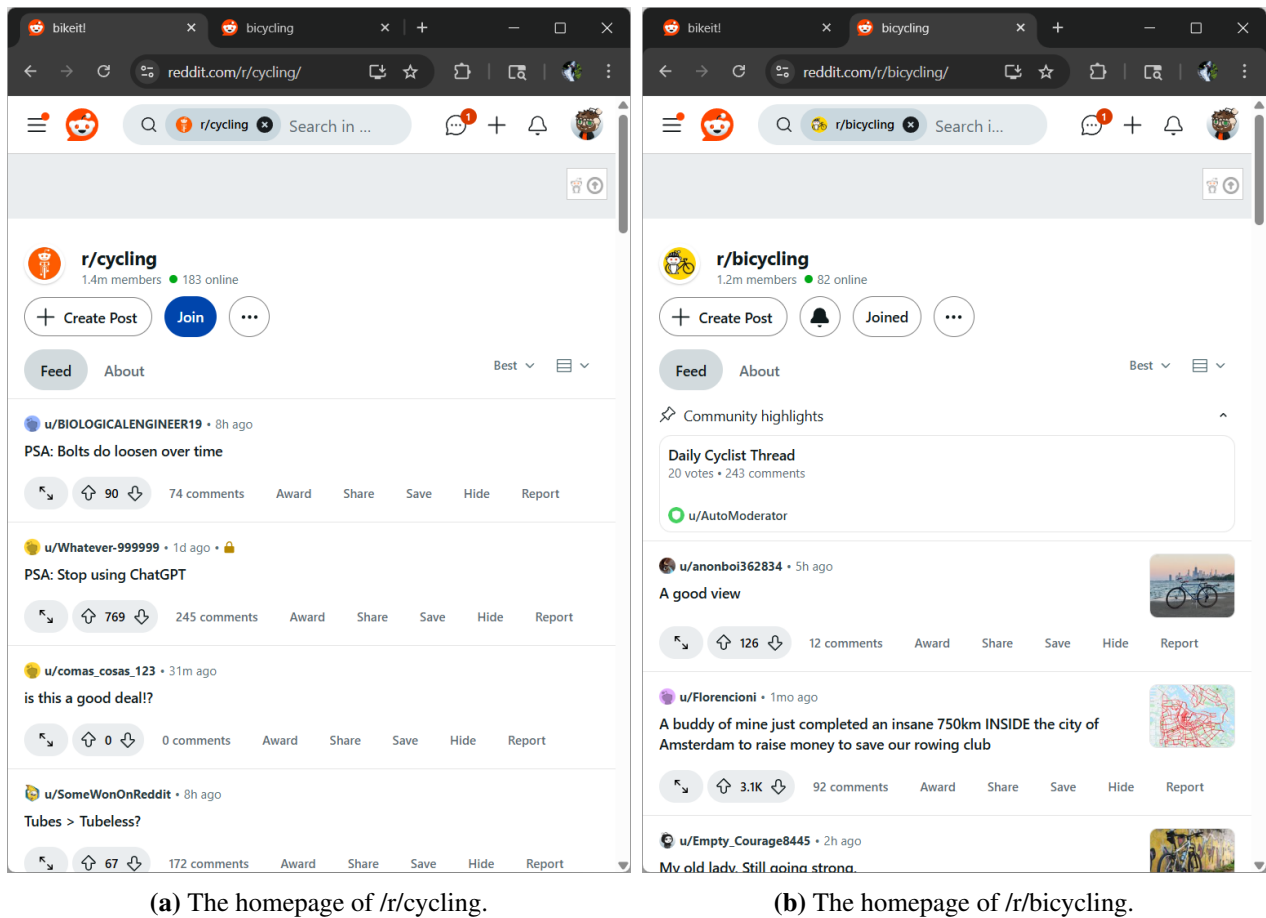 bikeit!
bicycling
reddit.com/r/cycling/
r/cycling
Search in ...
1
r/cycling
1.4m members
183 online
Create Post
Join
Feed
About
Best
u/BIOLOGICALENGINEER19 • 8h ago
PSA: Bolts do loosen over time
90
74 comments
Award
Share
Save
Hide
Report
u/Whatever-999999 • 1d ago •
PSA: Stop using ChatGPT
769
245 comments
Award
Share
Save
Hide
Report
u/comas_cosas_123 • 31m ago
is this a good deal!?
0
0 comments
Award
Share
Save
Hide
Report
u/SomeWonOnReddit • 8h ago
Tubes > Tubeless?
67
172 comments
Award
Share
Save
Hide
Report
(a) The homepage of /r/cycling.
bikeit!
bicycling
reddit.com/r/bicycling/
r/bicycling
Search i...
1
r/bicycling
1.2m members
82 online
Create Post
Joined
Feed
About
Best
Community highlights
Daily Cyclist Thread
20 votes • 243 comments
u/AutoModerator
u/anonboi362834 • 5h ago
A good view
126
12 comments
Award
Share
Save
Hide
Report
u/Florencioni • 1mo ago
A buddy of mine just completed an insane 750km INSIDE the city of
Amsterdam to raise money to save our rowing club
3.1K
92 comments
Award
Share
Save
Hide
Report
u/Empty_Courage8445 • 2h ago
My old lady. Still going strong.
(b) The homepage of /r/bicycling.